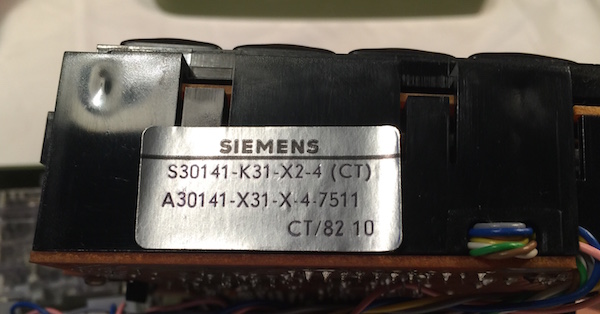 SIEMENS
S30141-K31-X2-4 (CT)
A30141-X31-X-4-7511
CT/82 10